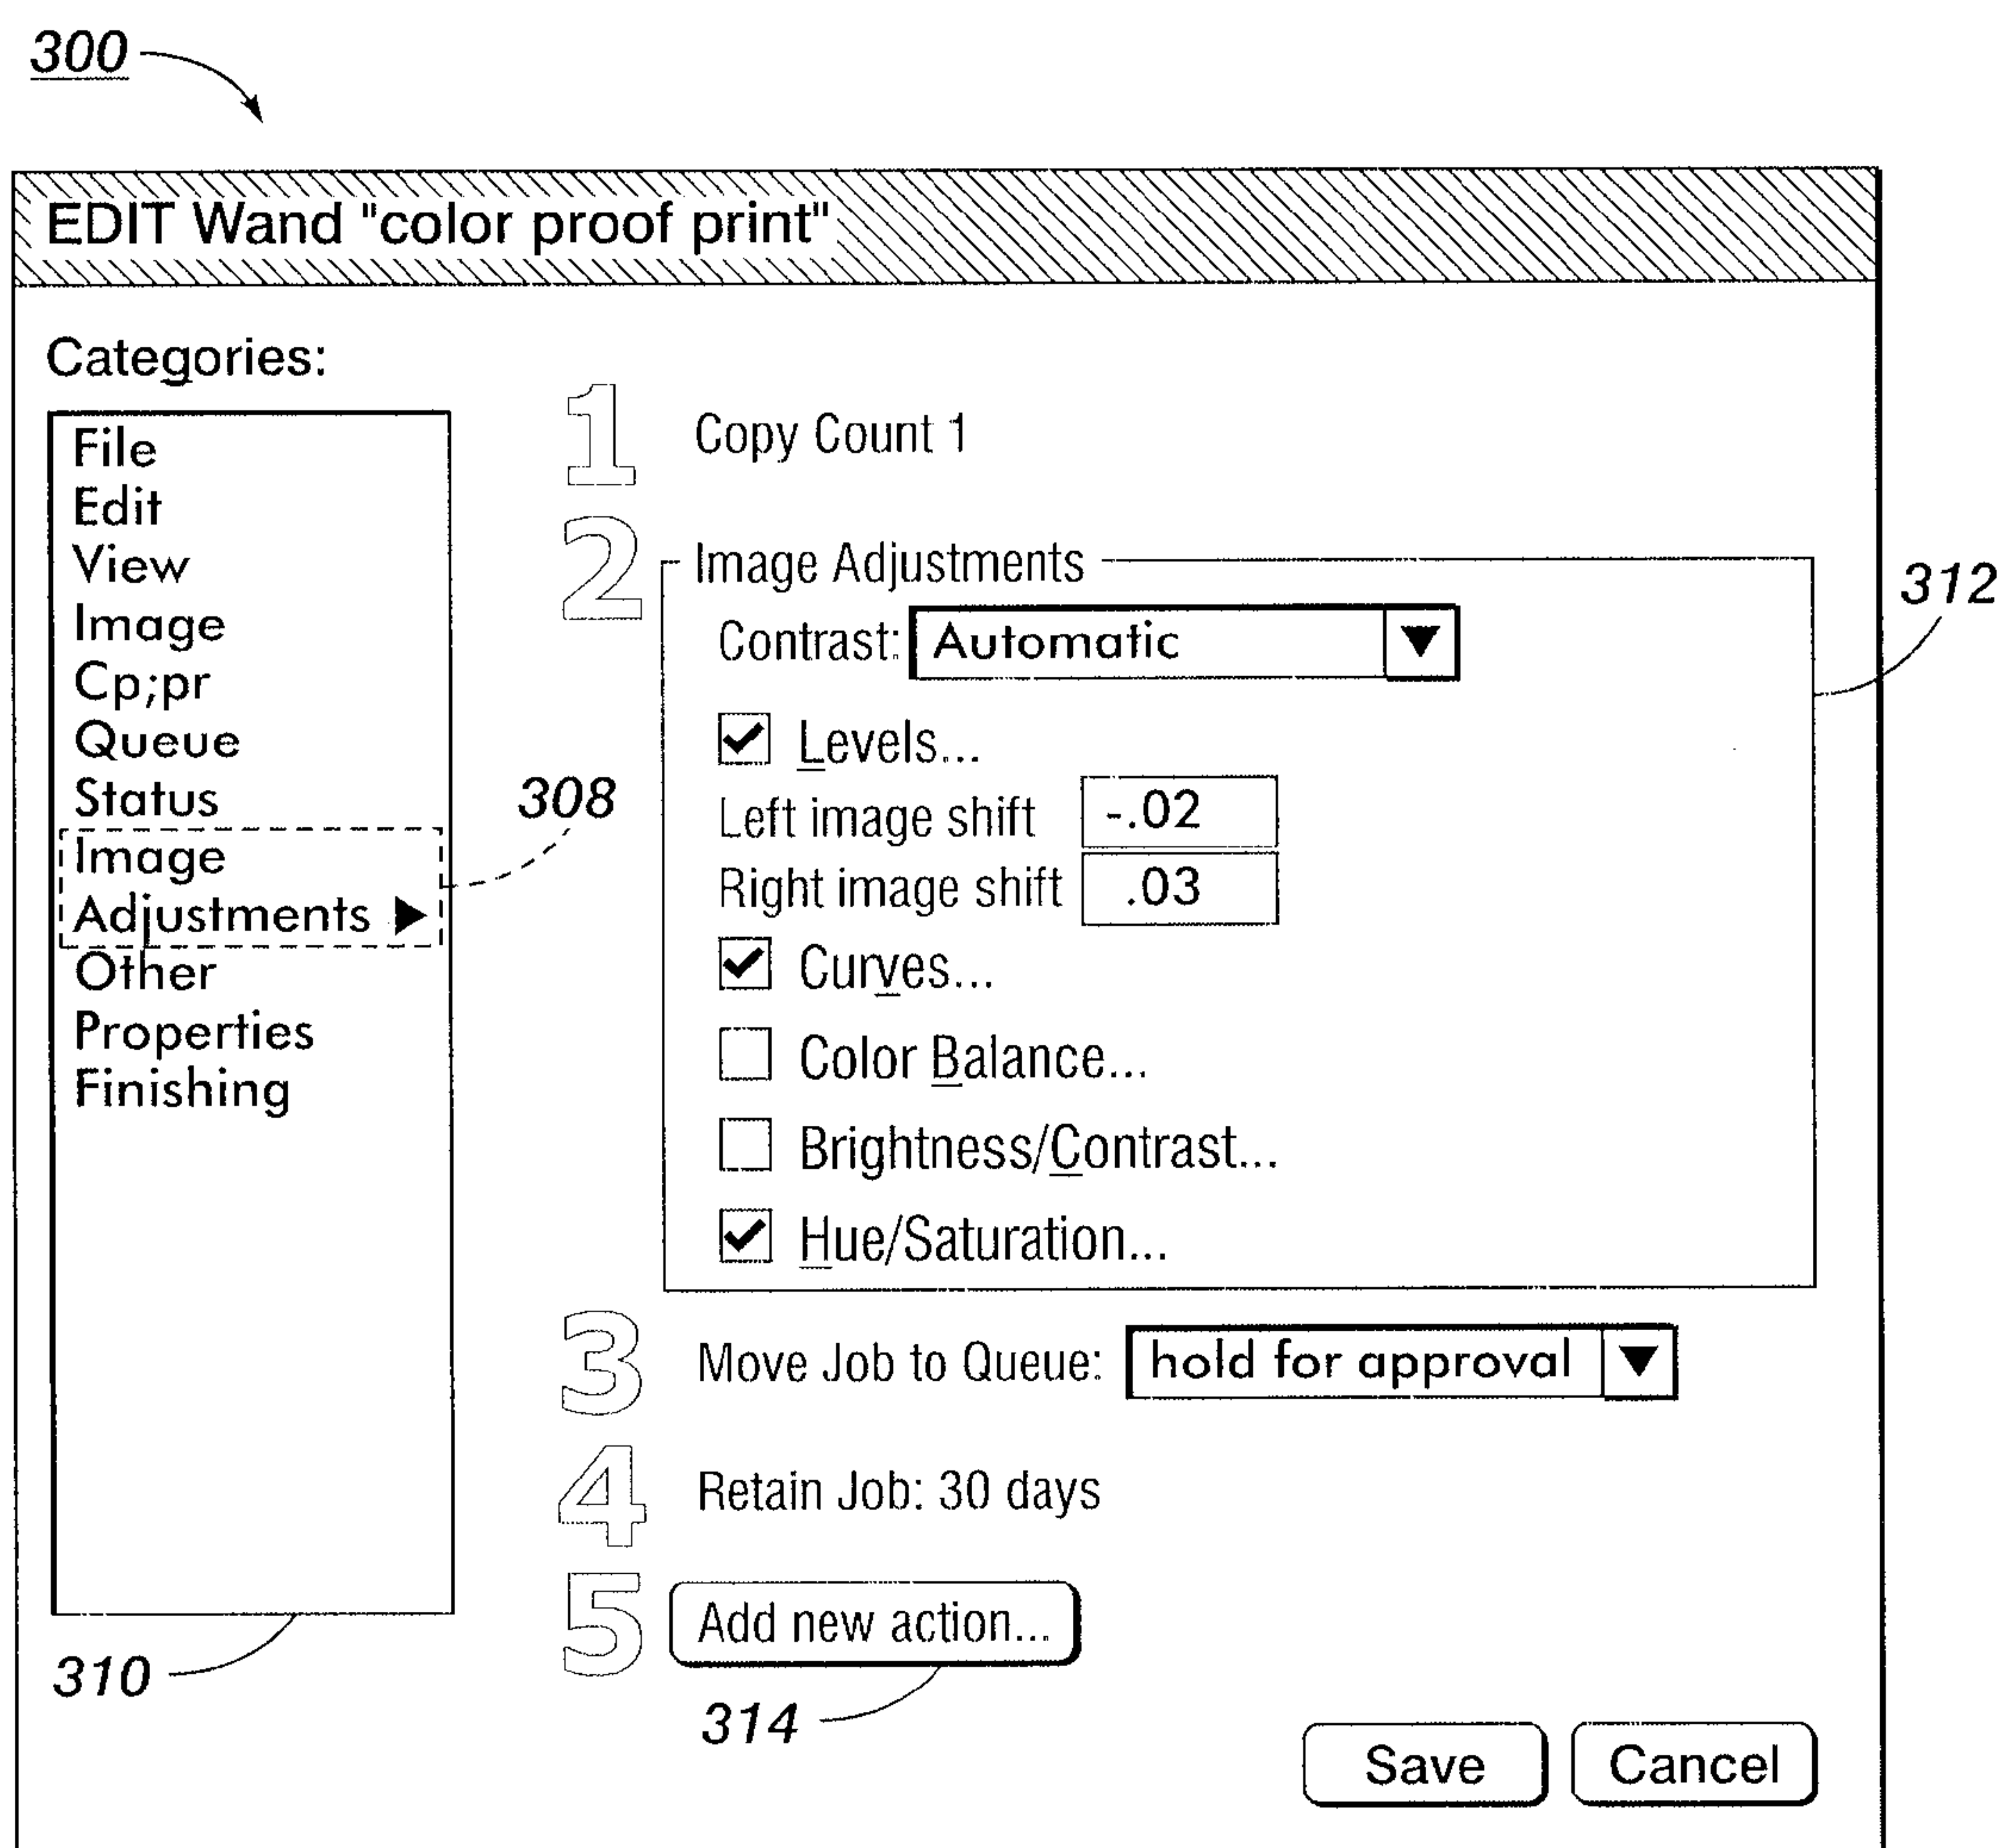 300
EDIT Wand "color proof print"
Categories:
File
Edit
View
Image
Cp;pr
Queue
Status
Image
Adjustments
Other
Properties
Finishing
308
310
1 Copy Count 1
2 Image Adjustments
312
Contrast: Automatic
Levels...
Left image shift -.02
Right image shift .03
Curves...
Color Balance...
Brightness/Contrast...
Hue/Saturation...
3 Move Job to Queue: hold for approval
4 Retain Job: 30 days
5 Add new action...
314
Save Cancel